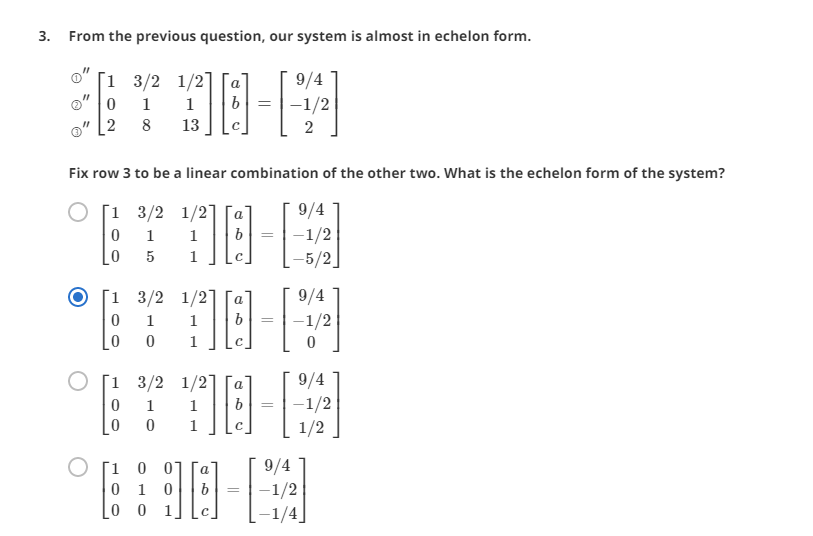 3. From the previous question, our system is almost in echelon form.
①″ [1 3/2 1/2] [a] = [9/4]
②″ [0 1 1] [b] = [−1/2]
③″ [2 8 13] [c] = [2]
Fix row 3 to be a linear combination of the other two. What is the echelon form of the system?
[1 3/2 1/2] [a] = [9/4]
[0 1 1] [b] = [−1/2]
[0 5 1] [c] = [−5/2]
[1 3/2 1/2] [a] = [9/4]
[0 1 1] [b] = [−1/2]
[0 0 1] [c] = [0]
[1 3/2 1/2] [a] = [9/4]
[0 1 1] [b] = [−1/2]
[0 0 1] [c] = [1/2]
[1 0 0] [a] = [9/4]
[0 1 0] [b] = [−1/2]
[0 0 1] [c] = [−1/4]